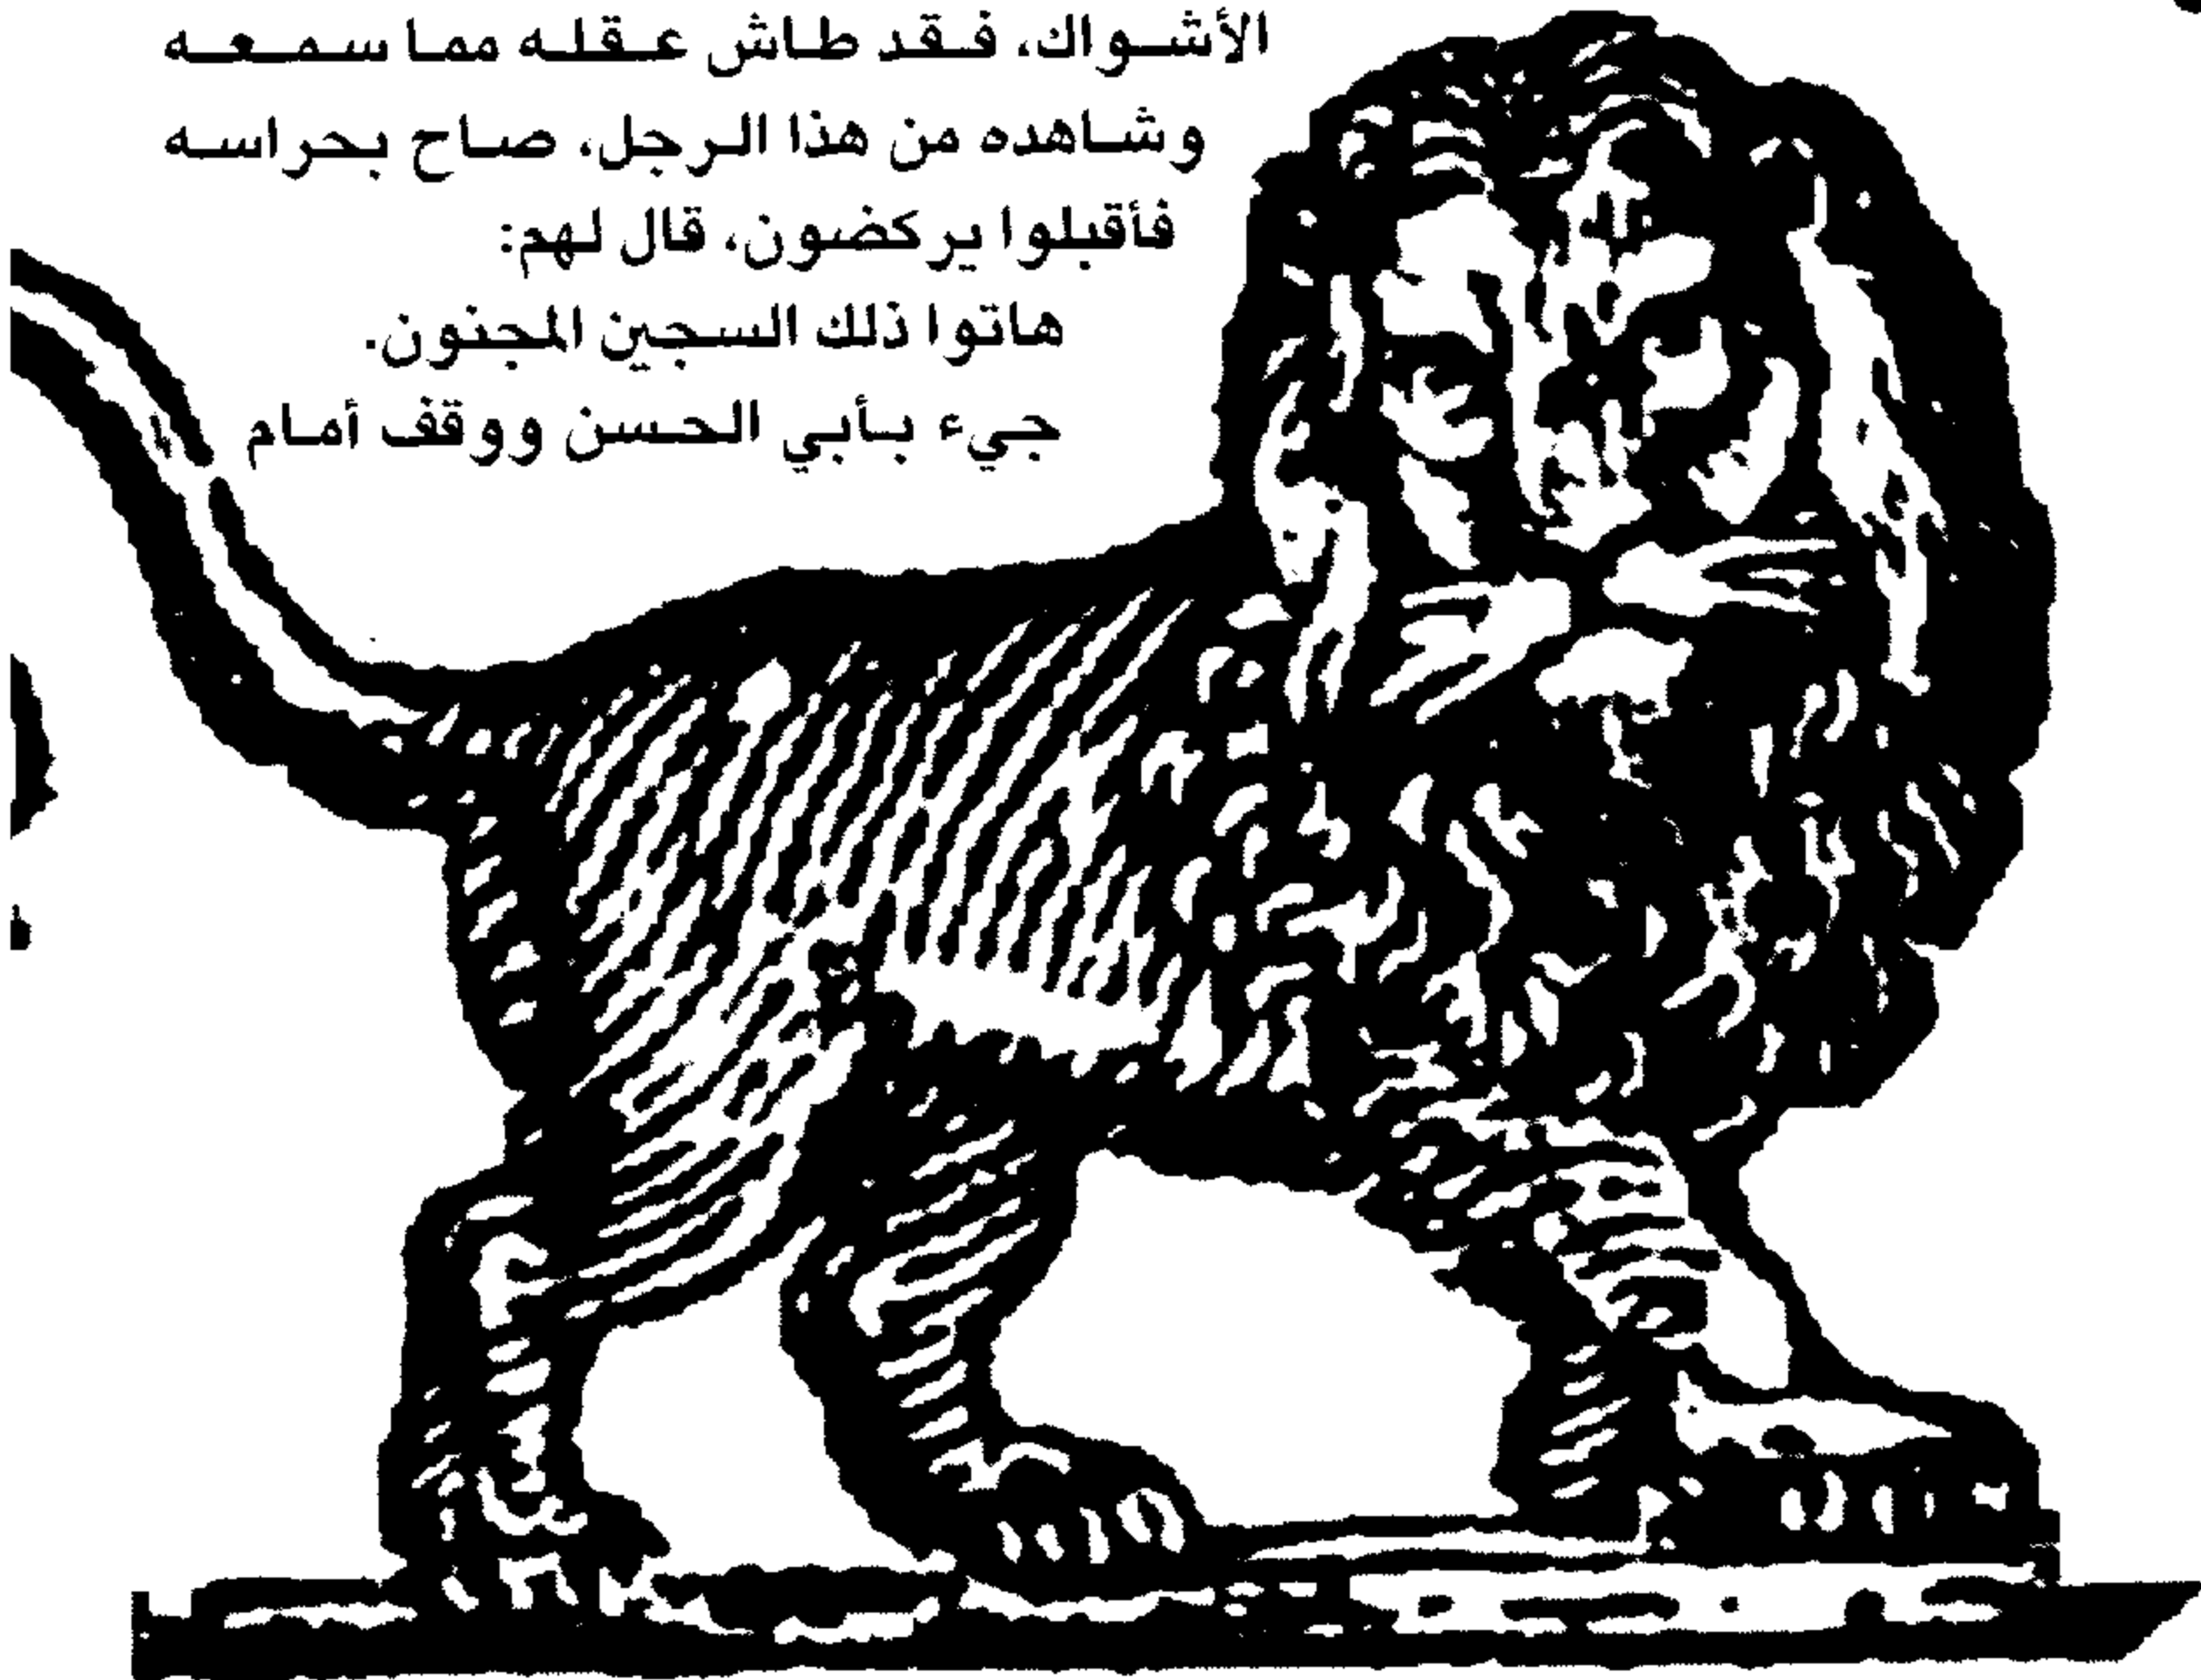 الأشواك، فقد طاش عقله مما سمعه
وشاهده من هذا الرجل، صاح بحراسه
فأقبلوا يركضون، قال لهم:
هاتوا ذلك السجين المجنون.
جيء بأبي الحسن ووقف أمام